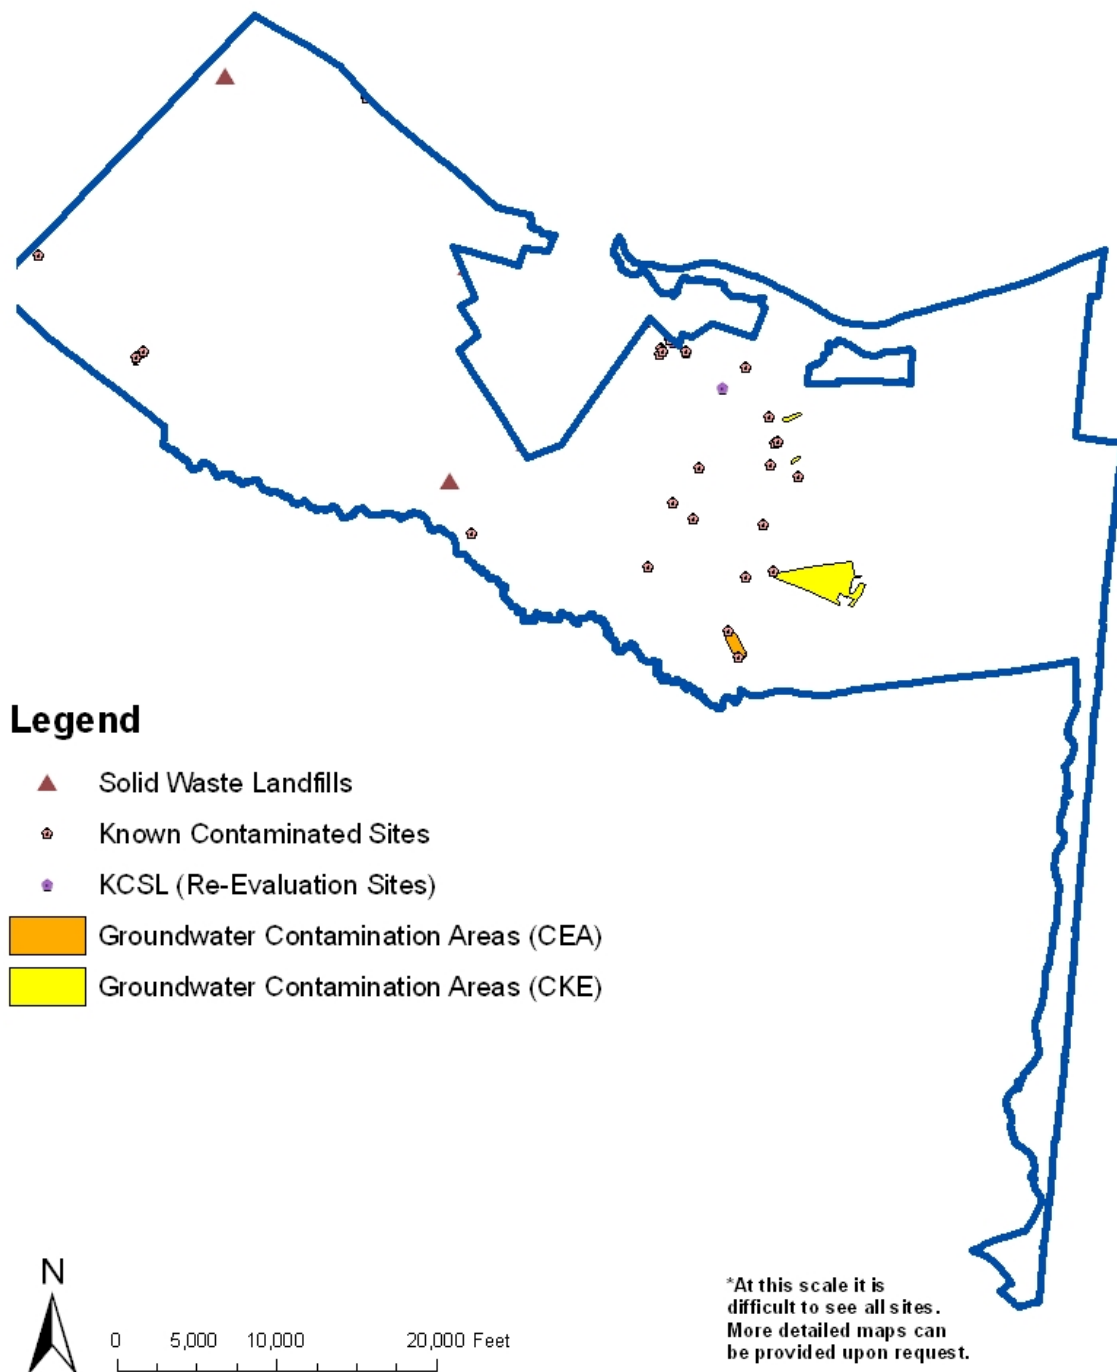 Legend
Solid Waste Landfills
Known Contaminated Sites
KCSL (Re-Evaluation Sites)
Groundwater Contamination Areas (CEA)
Groundwater Contamination Areas (CKE)
N
0 5,000 10,000 20,000 Feet
*At this scale it is
difficult to see all sites.
More detailed maps can
be provided upon request.